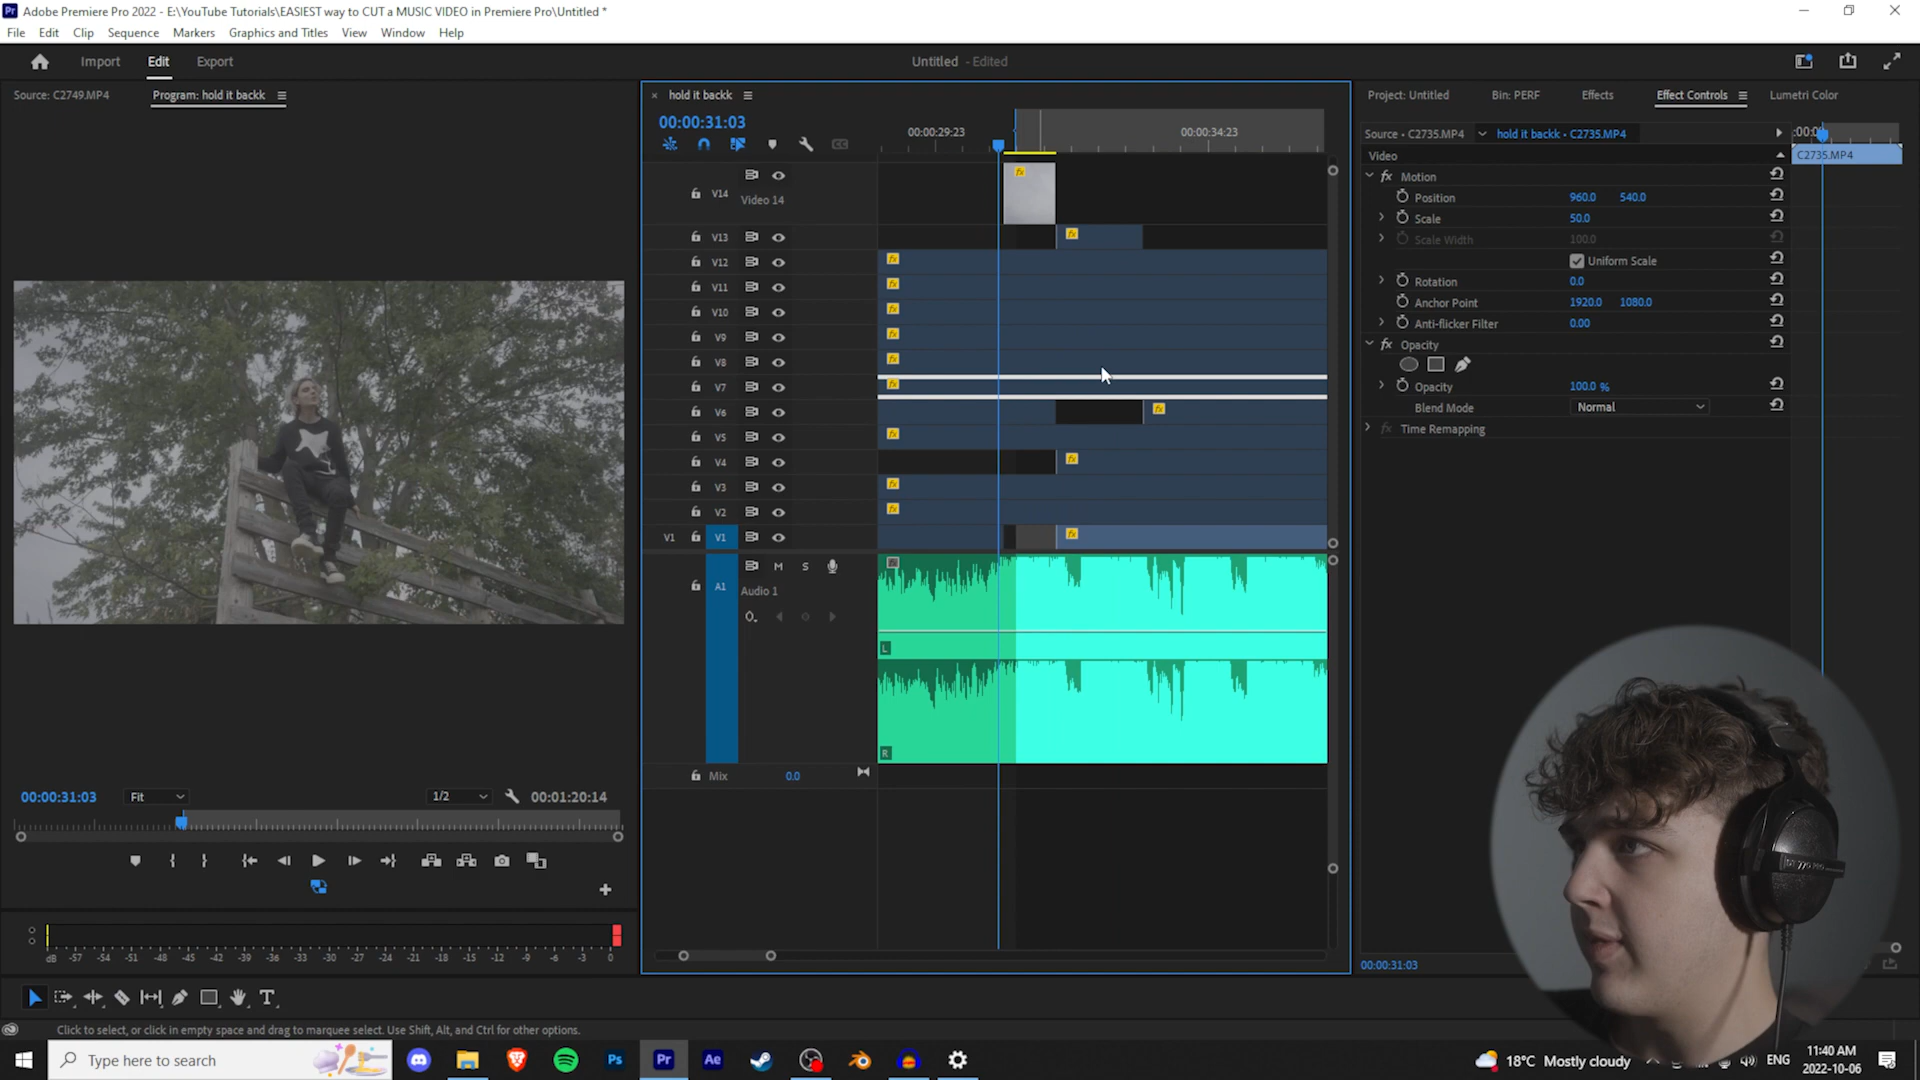 Pr Adobe Premiere Pro 2022 - E:\YouTube Tutorials\EASIEST way to CUT a MUSIC VIDEO in Premiere Pro\Untitled *
File Edit Clip Sequence Markers Graphics and Titles View Window Help
Import Edit Export Untitled - Edited
Source: C2749.MP4 Program: hold it backk
hold it backk
00:00:31:03
00:00:29:23 00:00:34:23
V14 Video 14
V13
V12
V11
V10
V9
V8
V7
V6
V5
V4
V3
V2
V1 V1
A1 M S Audio 1
L
R
Mix 0.0
Project: Untitled Bin: PERF Effects Effect Controls Lumetri Color
Source • C2735.MP4 hold it backk • C2735.MP4 :00:0
Video C2735.MP4
fx Motion
Position 960.0 540.0
Scale 50.0
Scale Width 100.0
Uniform Scale
Rotation 0.0
Anchor Point 1920.0 1080.0
Anti-flicker Filter 0.00
fx Opacity
Opacity 100.0 %
Blend Mode Normal
fx Time Remapping
00:00:31:03 Fit 1/2 00:01:20:14
dB -57 -54 -51 -48 -45 -42 -39 -36 -33 -30 -27 -24 -21 -18 -15 -12 -9 -6 -3 0
00:00:31:03
Click to select, or click in empty space and drag to marquee select. Use Shift, Alt, and Ctrl for other options.
Type here to search Ps Pr Ae 18°C Mostly cloudy ENG 11:40 AM
2022-10-06